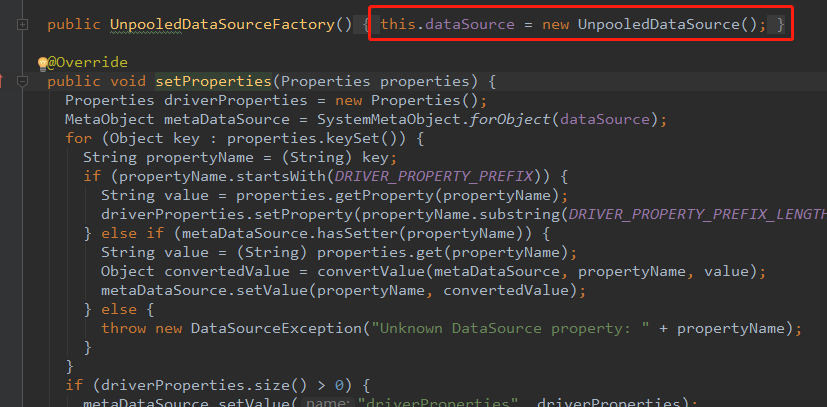 public UnpooledDataSourceFactory() { this.dataSource = new UnpooledDataSource(); }
@Override
public void setProperties(Properties properties) {
Properties driverProperties = new Properties();
MetaObject metaDataSource = SystemMetaObject.forObject(dataSource);
for (Object key : properties.keySet()) {
String propertyName = (String) key;
if (propertyName.startsWith(DRIVER_PROPERTY_PREFIX)) {
String value = properties.getProperty(propertyName);
driverProperties.setProperty(propertyName.substring(DRIVER_PROPERTY_PREFIX_LENGTH
} else if (metaDataSource.hasSetter(propertyName)) {
String value = (String) properties.get(propertyName);
Object convertedValue = convertValue(metaDataSource, propertyName, value);
metaDataSource.setValue(propertyName, convertedValue);
} else {
throw new DataSourceException("Unknown DataSource property: " + propertyName);
}
}
if (driverProperties.size() > 0) {
metaDataSource.setValue( name: "driverProperties", driverProperties);